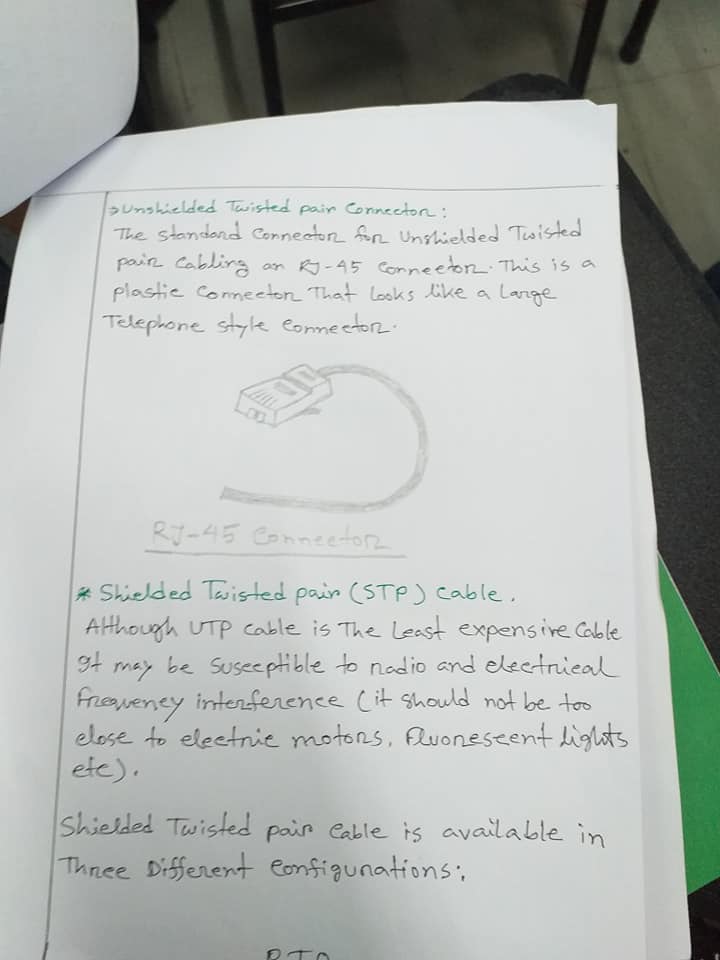 → Unshielded Twisted pair Connector:
The standard Connector for Unshielded Twisted
pair Cabling an RJ-45 Connector. This is a
plastic Connector That Looks like a Large
Telephone style Connector.
RJ-45 Connector
* Shielded Twisted pair (STP) cable.
Although UTP cable is The Least expensive Cable
It may be Susceptible to radio and electrical
frequency interference (it should not be too
close to electric motors, fluorescent lights
etc).
Shielded Twisted pair Cable is available in
Three Different Configurations:
PTO